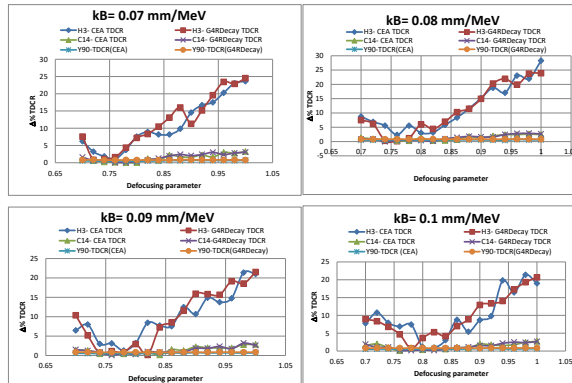 kB= 0.07 mm/MeV
H3- CEA TDCR H3- G4RDecay TDCR
C14- CEA TDCR C14- G4RDecay TDCR
Y90-TDCR(CEA) Y90-TDCR(G4RDecay)
Δ% TDCR
30
25
20
15
10
5
0
0.65 0.75 0.85 0.95 1.05
Defocusing parameter
kB= 0.08 mm/MeV
H3- CEA TDCR H3-G4RDecay TDCR
C14- CEA TDCR C14- G4RDecay TDCR
Y90-TDCR(CEA) Y90-TDCR(G4RDecay)
Δ% TDCR
30
25
20
15
10
5
0
-5
0.65 0.7 0.75 0.8 0.85 0.9 0.95 1 1.05
Defocusing parameter
kB= 0.09 mm/MeV
H3- CEA TDCR H3- G4RDecay TDCR
C14- CEA TDCR C14- G4RDecay TDCR
Y90-TDCR (CEA) Y90-TDCR(G4RDecay)
Δ% TDCR
25
20
15
10
5
0
0.65 0.75 0.85 0.95 1.05
Defocusing parameter
kB= 0.1 mm/MeV
H3- CEA TDCR H3- G4RDecay TDCR
C14- CEA TDCR C14- G4RDecay TDCR
Y90-TDCR (CEA) Y90-TDCR(G4RDecay)
Δ% TDCR
25
20
15
10
5
0
0.65 0.7 0.75 0.8 0.85 0.9 0.95 1 1.05
Defocusing parameter